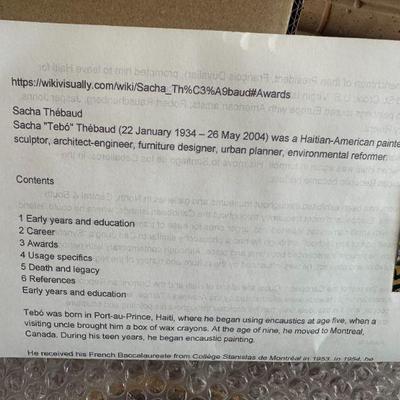 https://wikivisually.com/wiki/Sacha_Th%C3%A9baud#Awards
Sacha Thébaud
Sacha "Tebó" Thébaud (22 January 1934 – 26 May 2004) was a Haitian-American painte
sculptor, architect-engineer, furniture designer, urban planner, environmental reformer.
Contents
1 Early years and education
2 Career
3 Awards
4 Usage specifics
5 Death and legacy
6 References
Early years and education
Tebó was born in Port-au-Prince, Haiti, where he began using encaustics at age five, when a
visiting uncle brought him a box of wax crayons. At the age of nine, he moved to Montreal,
Canada. During his teen years, he began encaustic painting.
He received his French Baccalaureate from Collège Stanislas de Montréal in 1953. In 1954, he